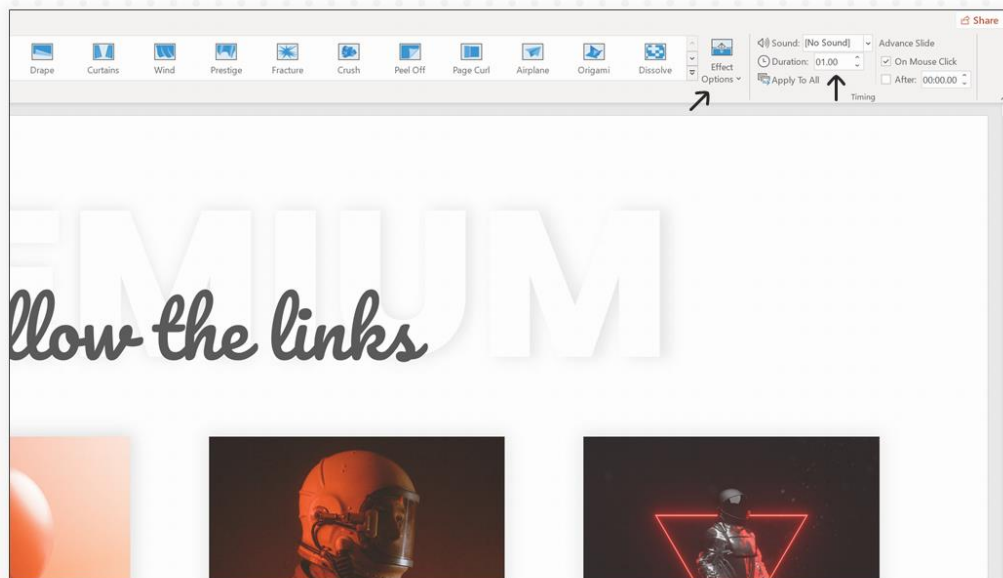 Share
Drape Curtains Wind Prestige Fracture Crush Peel Off Page Curl Airplane Origami Dissolve
Effect
Options
Sound: [No Sound]
Duration: 01.00
Apply To All
Advance Slide
On Mouse Click
After: 00:00.00
Timing
EMIUM
llow the links